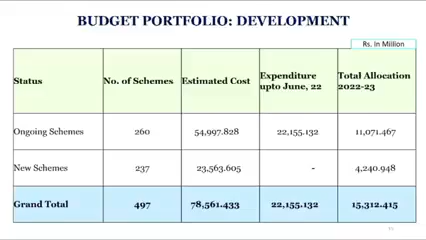 BUDGET PORTFOLIO: DEVELOPMENT
Rs. In Million
Status No. of Schemes Estimated Cost Expenditure upto June, 22 Total Allocation 2022-23
Ongoing Schemes 260 54,997.828 22,155.132 11,071.467
New Schemes 237 23,563.605 - 4,240.948
Grand Total 497 78,561.433 22,155.132 15,312.415